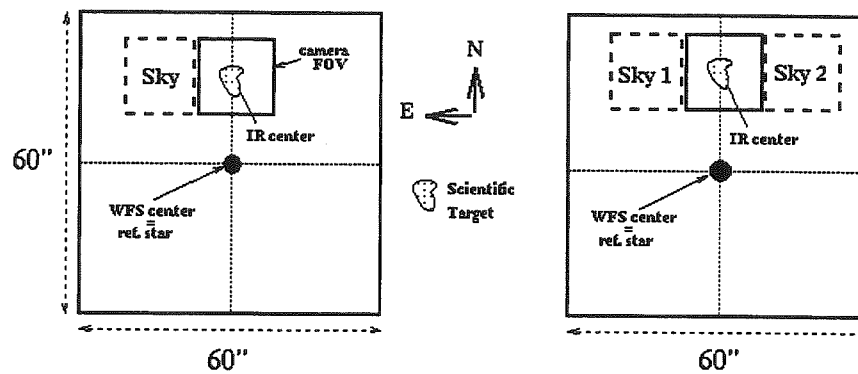 camera
FOV
Sky
IR center
60"
WFS center
=
ref. star
60"
N
E
Scientific
Target
Sky 1
Sky 2
IR center
WFS center
=
ref. star
60"